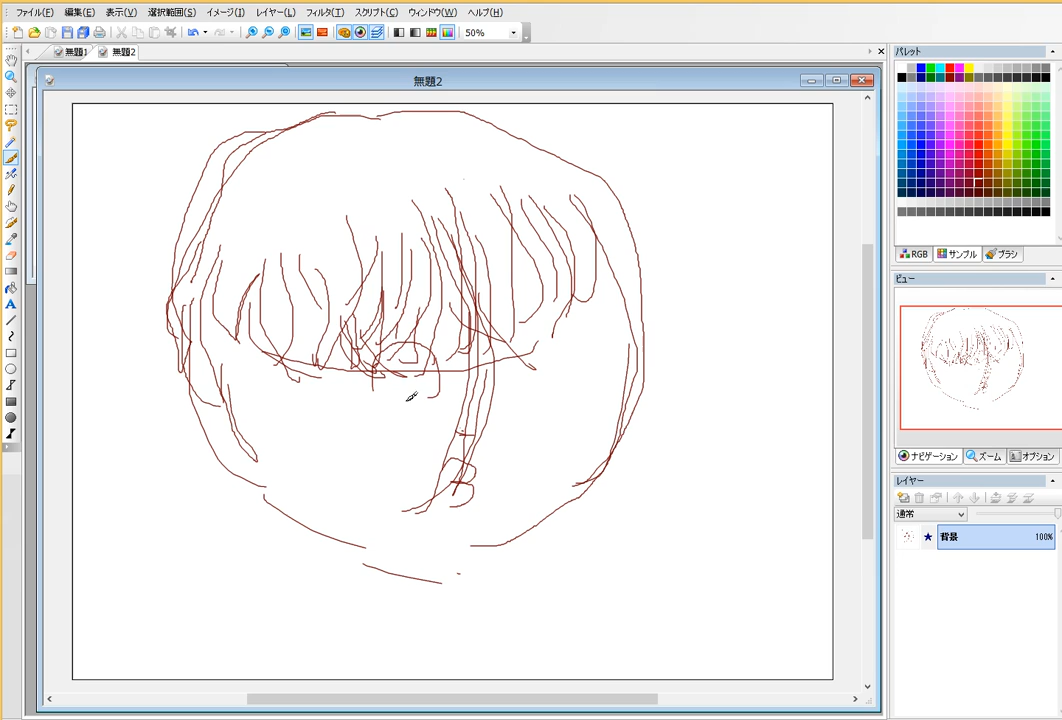 ファイル(F) 編集(E) 表示(V) 選択範囲(S) イメージ(I) レイヤー(L) フィルタ(T) スクリプト(C) ウィンドウ(W) ヘルプ(H)
50%
無題1 無題2
無題2
パレット
RGB サンプル ブラシ
ビュー
ナビゲーション ズーム オプション
レイヤー
通常
背景 100%